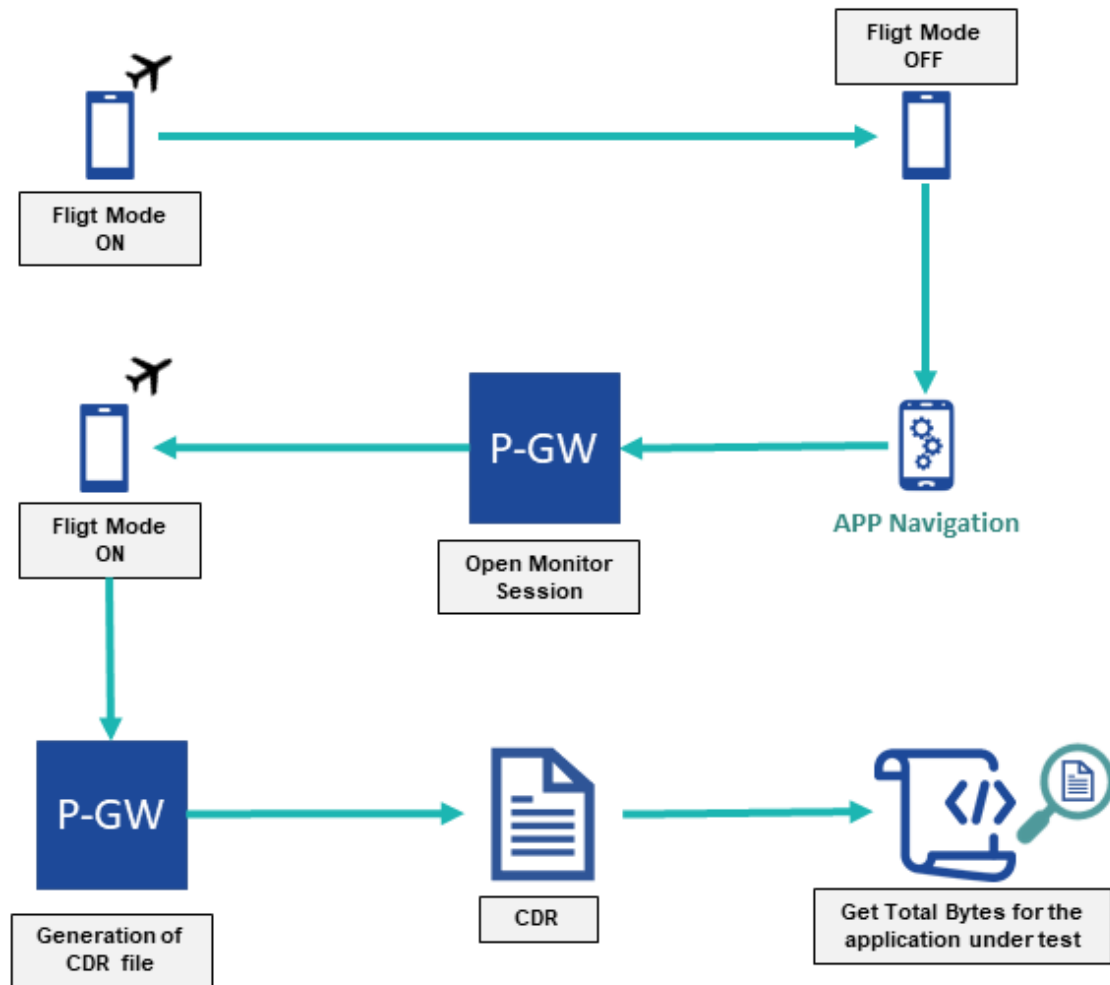 Fligt Mode
OFF
Fligt Mode
ON
P-GW
APP Navigation
Fligt Mode
ON
Open Monitor
Session
P-GW
</>
Generation of
CDR file
CDR
Get Total Bytes for the
application under test